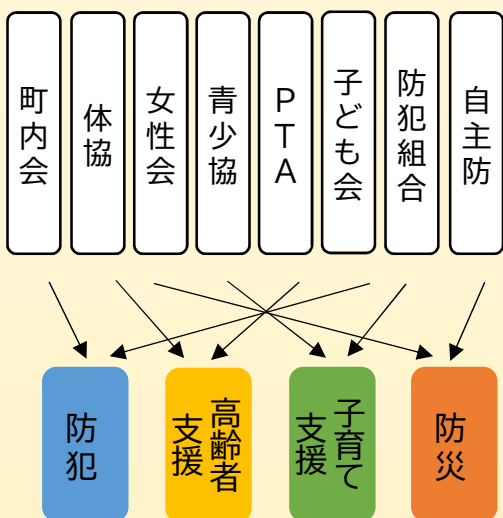 町内会
体協
女性会
青少協
PTA
子ども会
防犯組合
自主防
防犯
高齢者
支援
子育て
支援
防災